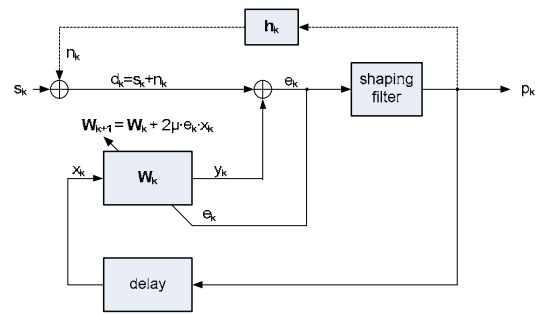 hₖ
nₖ
sₖ
dₖ=sₖ+nₖ
eₖ
shaping
filter
pₖ
Wₖ₊₁ = Wₖ + 2μ·eₖ·xₖ
xₖ
Wₖ
yₖ
eₖ
delay